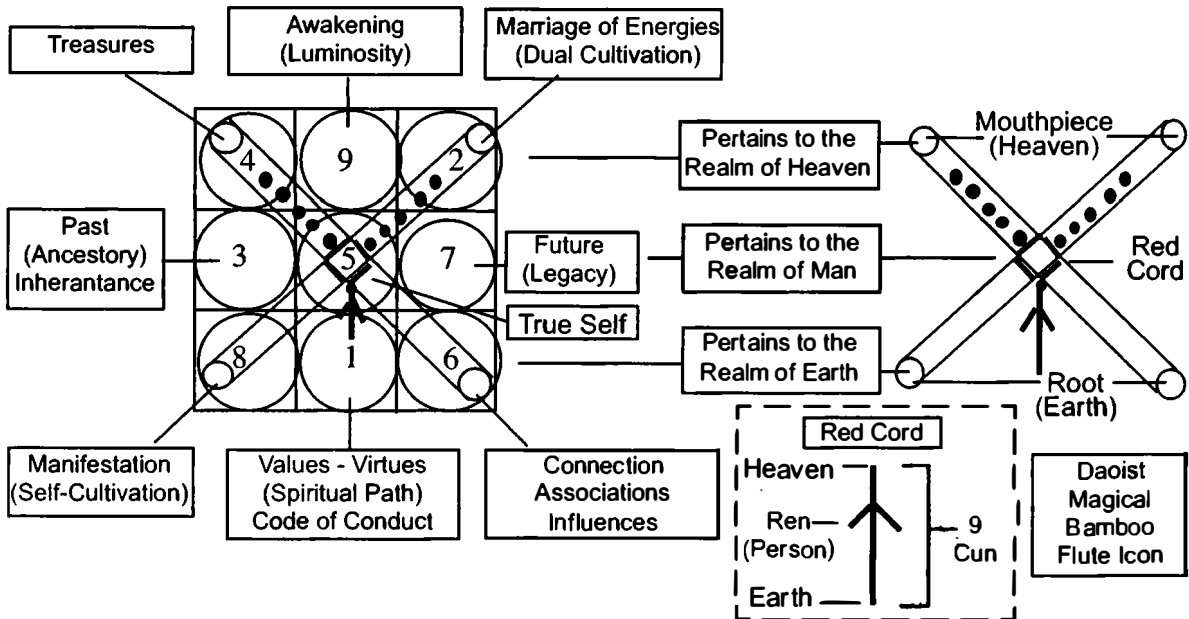 Treasures
Awakening
(Luminosity)
Marriage of Energies
(Dual Cultivation)
4
9
2
3
5
7
8
1
6
Past
(Ancestory)
Inherantance
Future
(Legacy)
True Self
Manifestation
(Self-Cultivation)
Values - Virtues
(Spiritual Path)
Code of Conduct
Connection
Associations
Influences
Pertains to the
Realm of Heaven
Pertains to the
Realm of Man
Pertains to the
Realm of Earth
Mouthpiece
(Heaven)
Red
Cord
Root
(Earth)
Red Cord
Heaven
Ren
(Person)
Earth
9
Cun
Daoist
Magical
Bamboo
Flute Icon